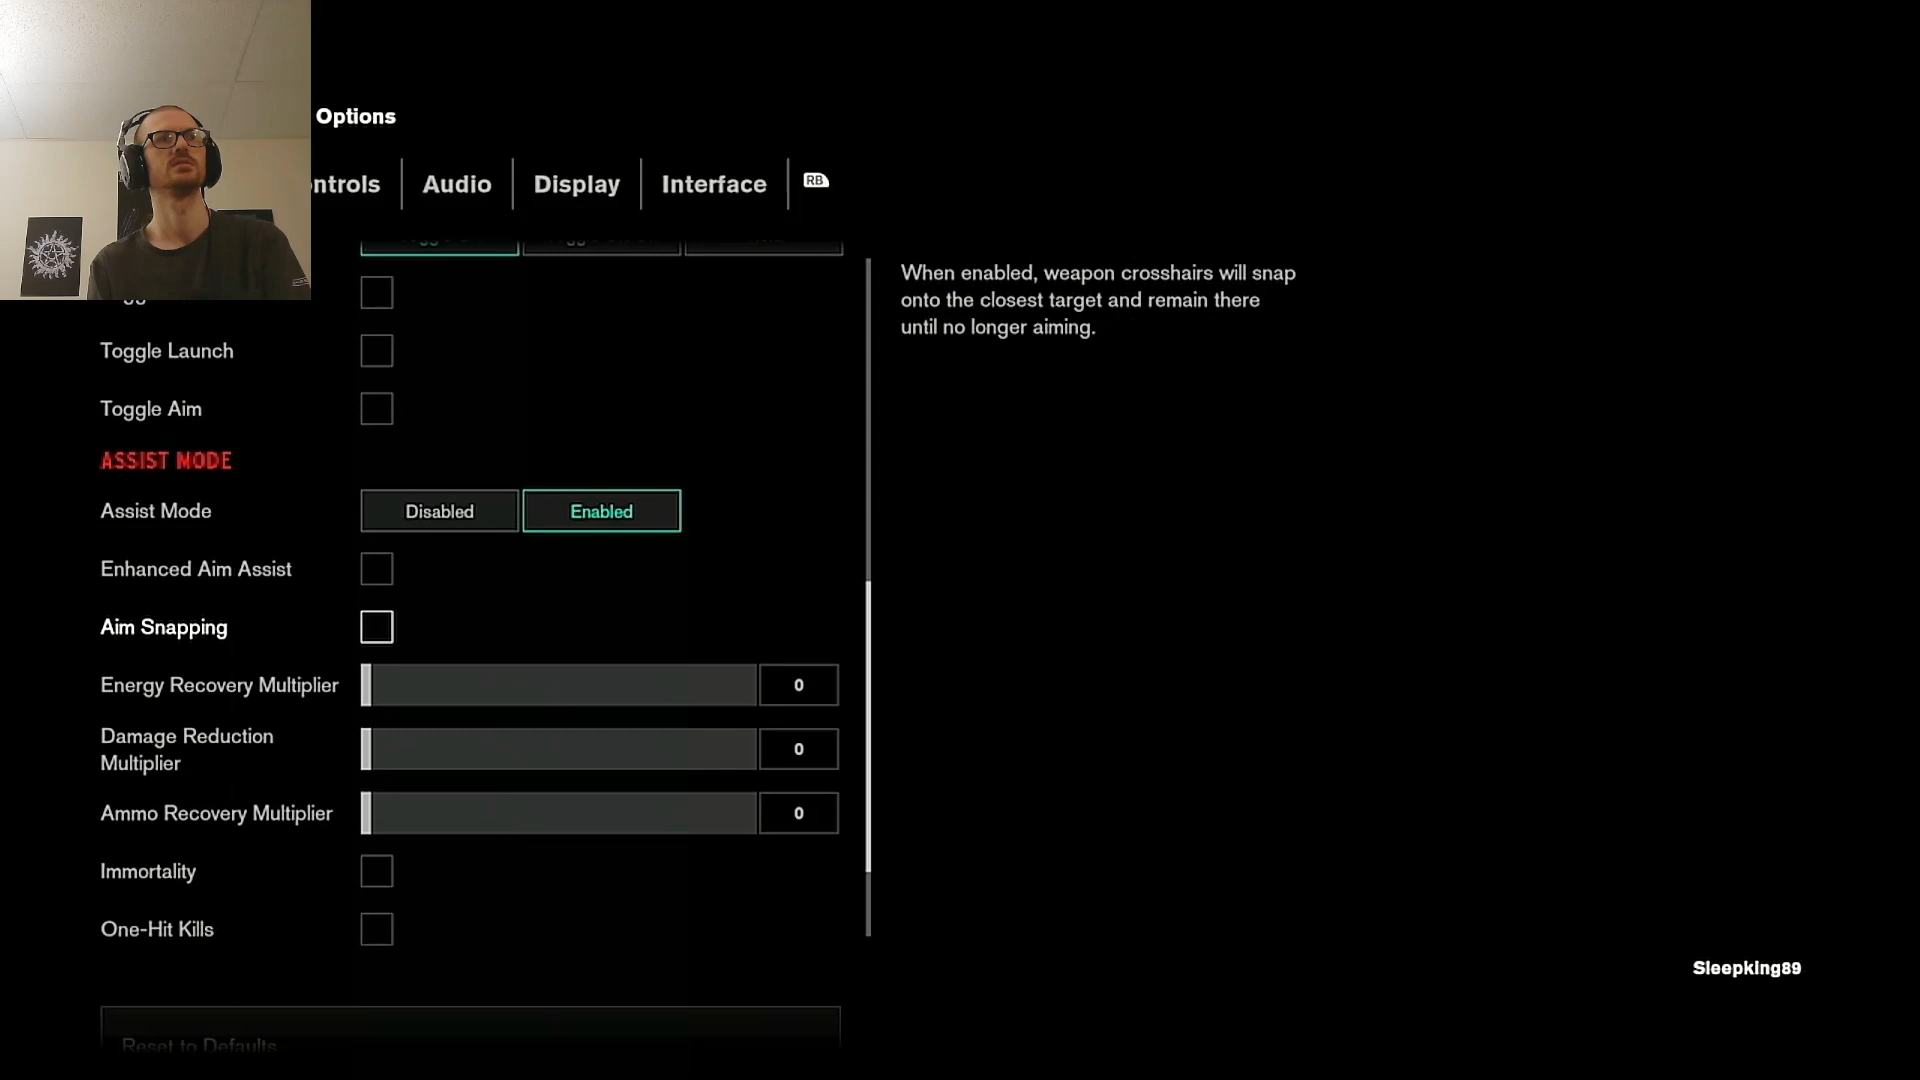 Options
ntrols
Audio
Display
Interface
RB
When enabled, weapon crosshairs will snap
onto the closest target and remain there
until no longer aiming.
Toggle Launch
Toggle Aim
ASSIST MODE
Assist Mode
Disabled
Enabled
Enhanced Aim Assist
Aim Snapping
Energy Recovery Multiplier
0
Damage Reduction
Multiplier
0
Ammo Recovery Multiplier
0
Immortality
One-Hit Kills
Sleepking89
Reset to Defaults